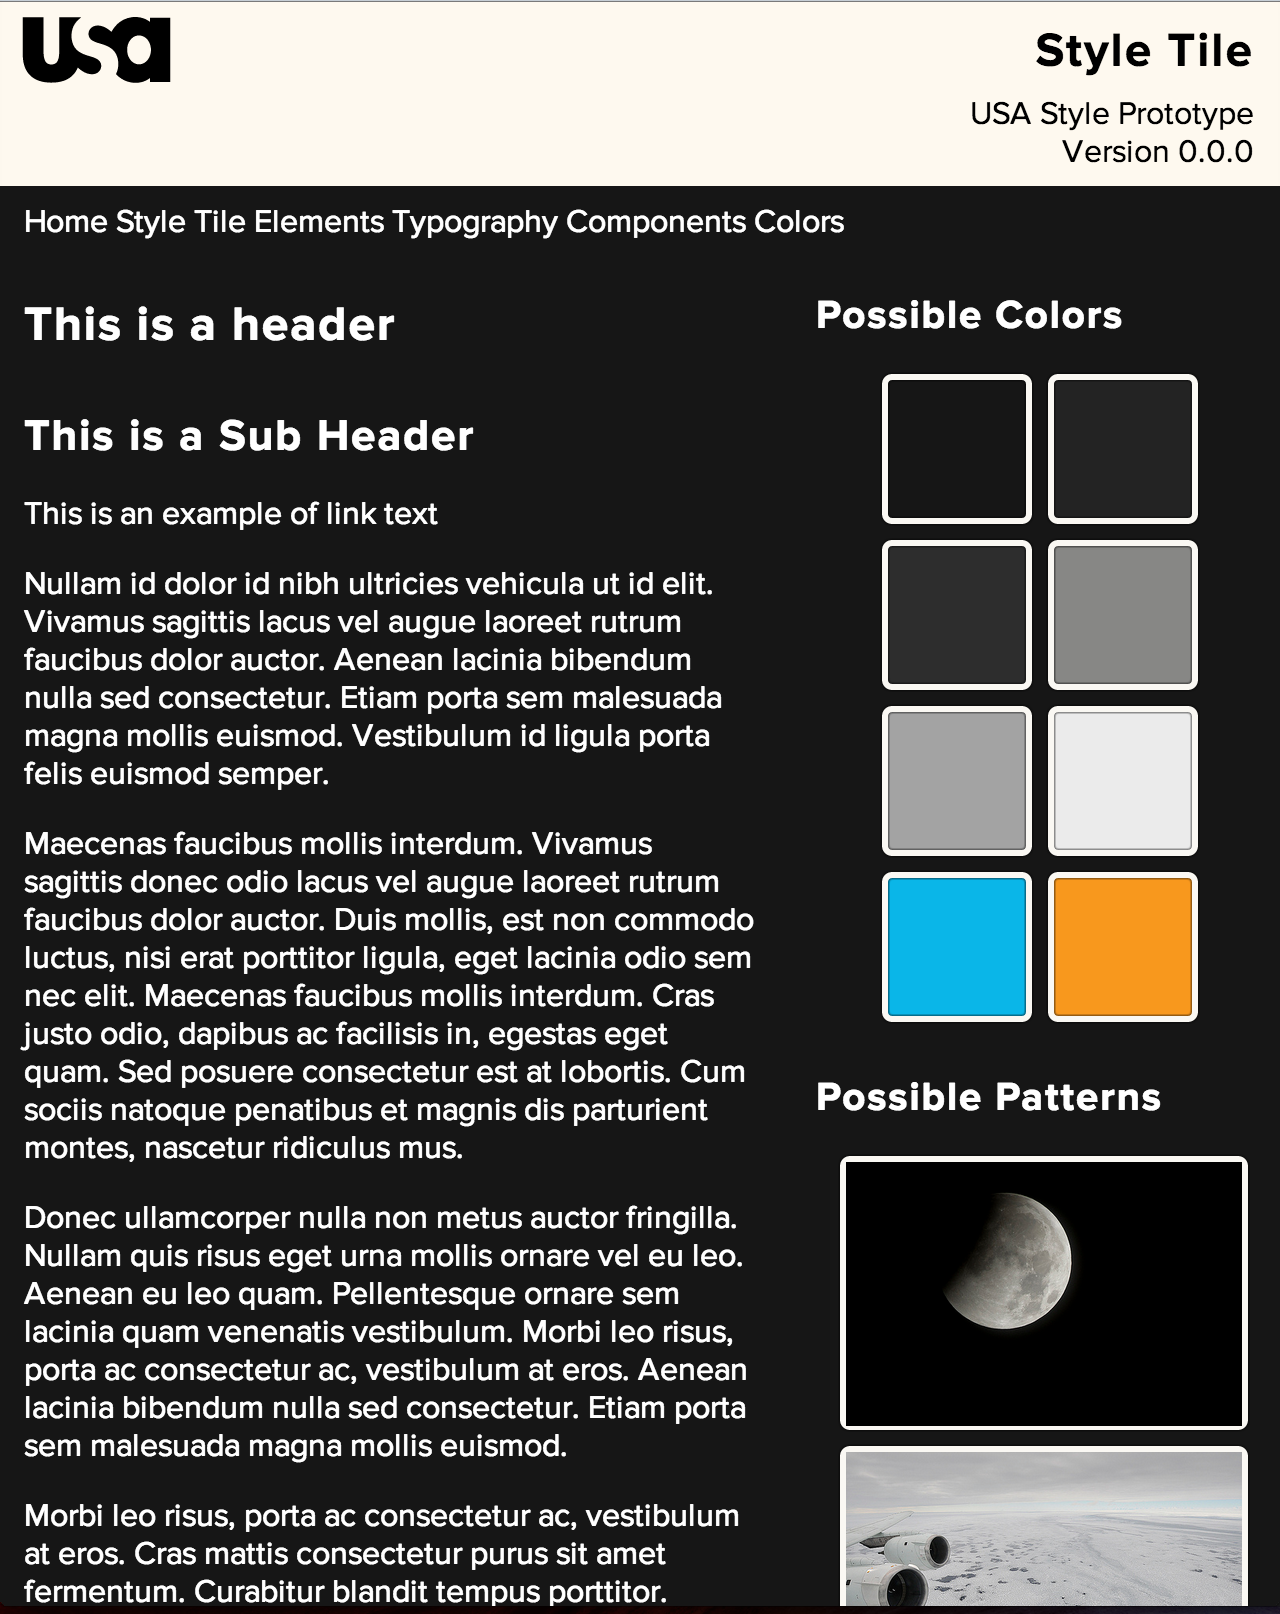 usa
Style Tile
USA Style Prototype
Version 0.0.0
Home Style Tile Elements Typography Components Colors
This is a header
This is a Sub Header
This is an example of link text
Nullam id dolor id nibh ultricies vehicula ut id elit.
Vivamus sagittis lacus vel augue laoreet rutrum
faucibus dolor auctor. Aenean lacinia bibendum
nulla sed consectetur. Etiam porta sem malesuada
magna mollis euismod. Vestibulum id ligula porta
felis euismod semper.
Maecenas faucibus mollis interdum. Vivamus
sagittis donec odio lacus vel augue laoreet rutrum
faucibus dolor auctor. Duis mollis, est non commodo
luctus, nisi erat porttitor ligula, eget lacinia odio sem
nec elit. Maecenas faucibus mollis interdum. Cras
justo odio, dapibus ac facilisis in, egestas eget
quam. Sed posuere consectetur est at lobortis. Cum
sociis natoque penatibus et magnis dis parturient
montes, nascetur ridiculus mus.
Donec ullamcorper nulla non metus auctor fringilla.
Nullam quis risus eget urna mollis ornare vel eu leo.
Aenean eu leo quam. Pellentesque ornare sem
lacinia quam venenatis vestibulum. Morbi leo risus,
porta ac consectetur ac, vestibulum at eros. Aenean
lacinia bibendum nulla sed consectetur. Etiam porta
sem malesuada magna mollis euismod.
Morbi leo risus, porta ac consectetur ac, vestibulum
at eros. Cras mattis consectetur purus sit amet
fermentum. Curabitur blandit tempus porttitor.
Possible Colors
Possible Patterns